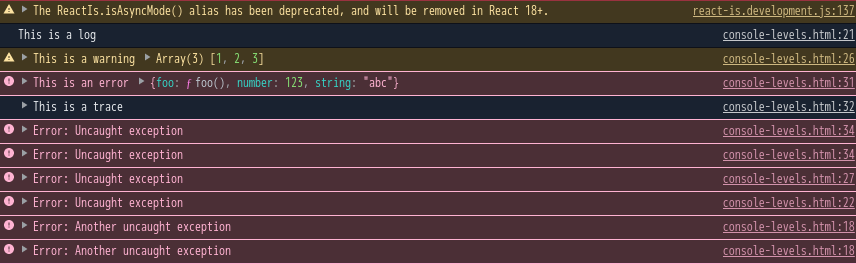 The ReactIs.isAsyncMode() alias has been deprecated, and will be removed in React 18+. react-is.development.js:137
This is a log console-levels.html:21
This is a warning Array(3) [1, 2, 3] console-levels.html:26
This is an error {foo: ƒ foo(), number: 123, string: "abc"} console-levels.html:31
This is a trace console-levels.html:32
Error: Uncaught exception console-levels.html:34
Error: Uncaught exception console-levels.html:34
Error: Uncaught exception console-levels.html:27
Error: Uncaught exception console-levels.html:22
Error: Another uncaught exception console-levels.html:18
Error: Another uncaught exception console-levels.html:18